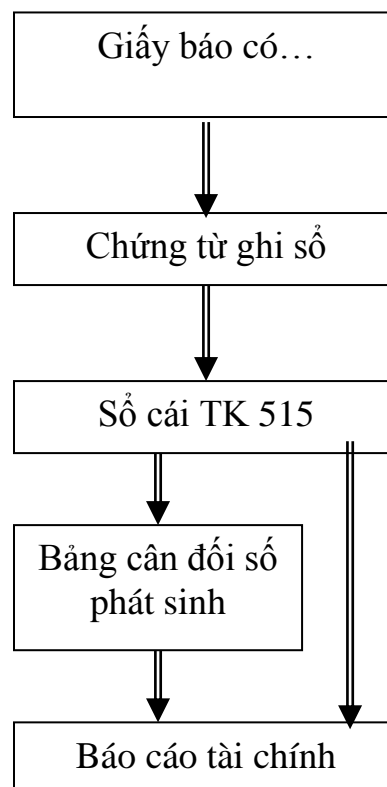 Giấy báo có…
Chứng từ ghi sổ
Sổ cái TK 515
Bảng cân đối số
phát sinh
Báo cáo tài chính